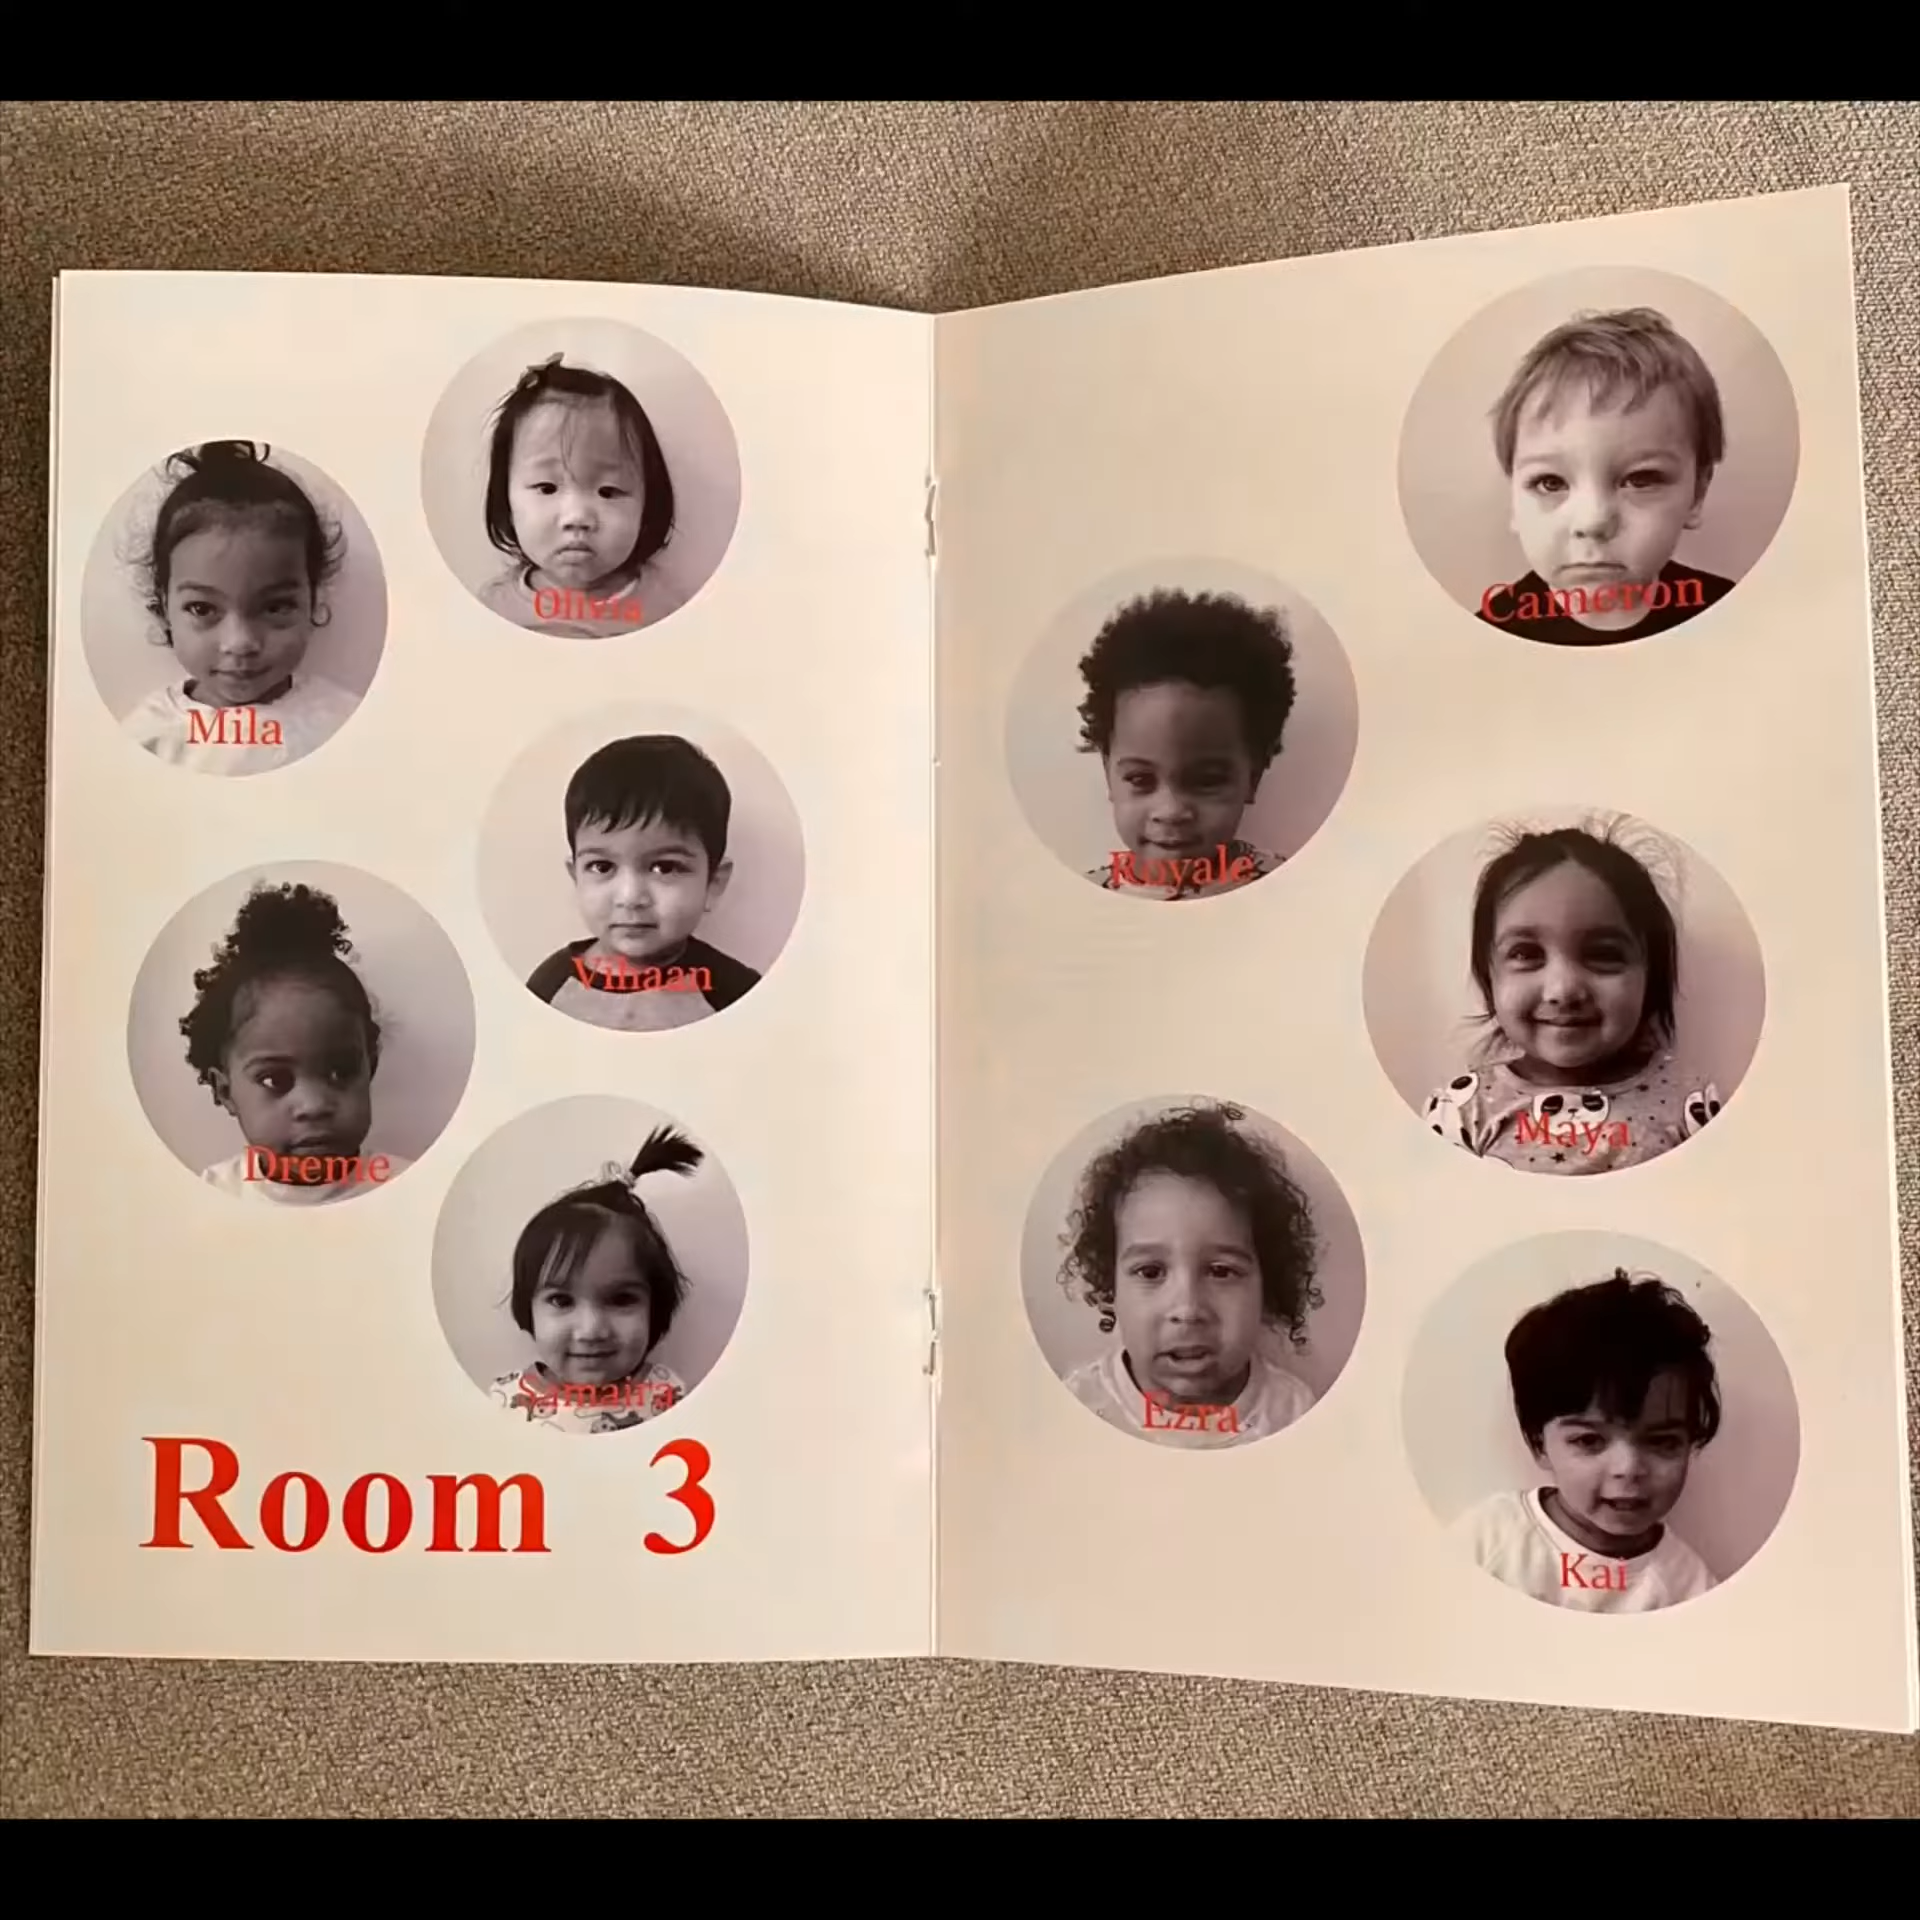 Olivia
Mila
Vihaan
Dreme
Samaira
Room 3
Cameron
Royale
Maya
Ezra
Kai